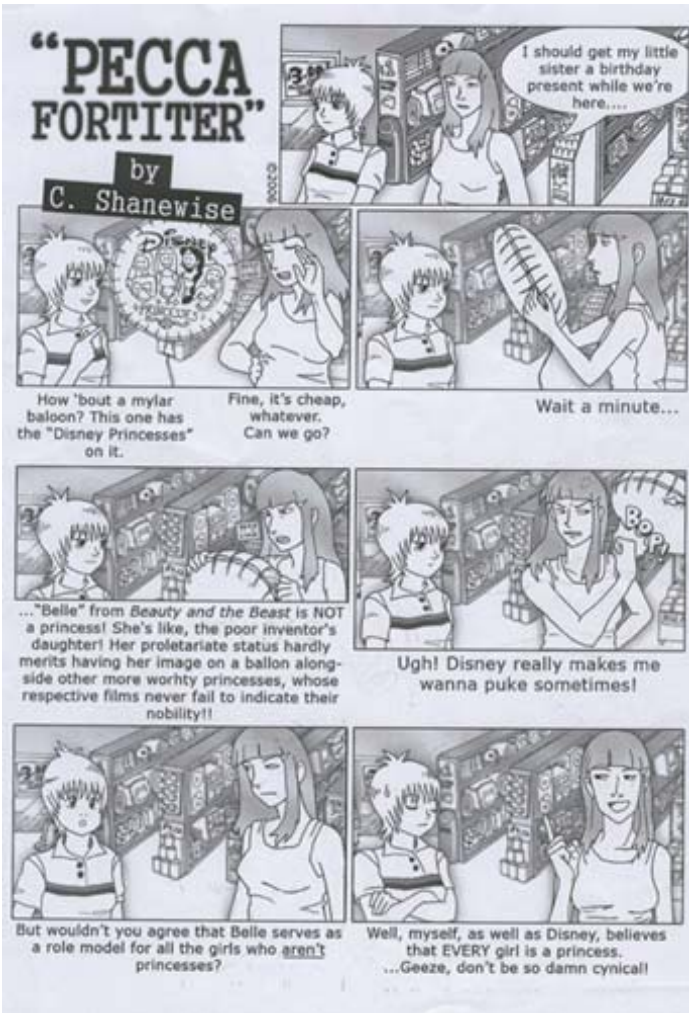 "PECCA
FORTITER"
by
C. Shanewise
I should get my little
sister a birthday
present while we're
here....
©2006
Disney
PRINCESS
How 'bout a mylar
baloon? This one has
the "Disney Princesses"
on it.
Fine, it's cheap,
whatever.
Can we go?
Wait a minute...
..."Belle" from Beauty and the Beast is NOT
a princess! She's like, the poor inventor's
daughter! Her proletariate status hardly
merits having her image on a ballon along-
side other more worhty princesses, whose
respective films never fail to indicate their
nobility!!
BOP!
Ugh! Disney really makes me
wanna puke sometimes!
But wouldn't you agree that Belle serves as
a role model for all the girls who aren't
princesses?
Well, myself, as well as Disney, believes
that EVERY girl is a princess.
...Geeze, don't be so damn cynical!